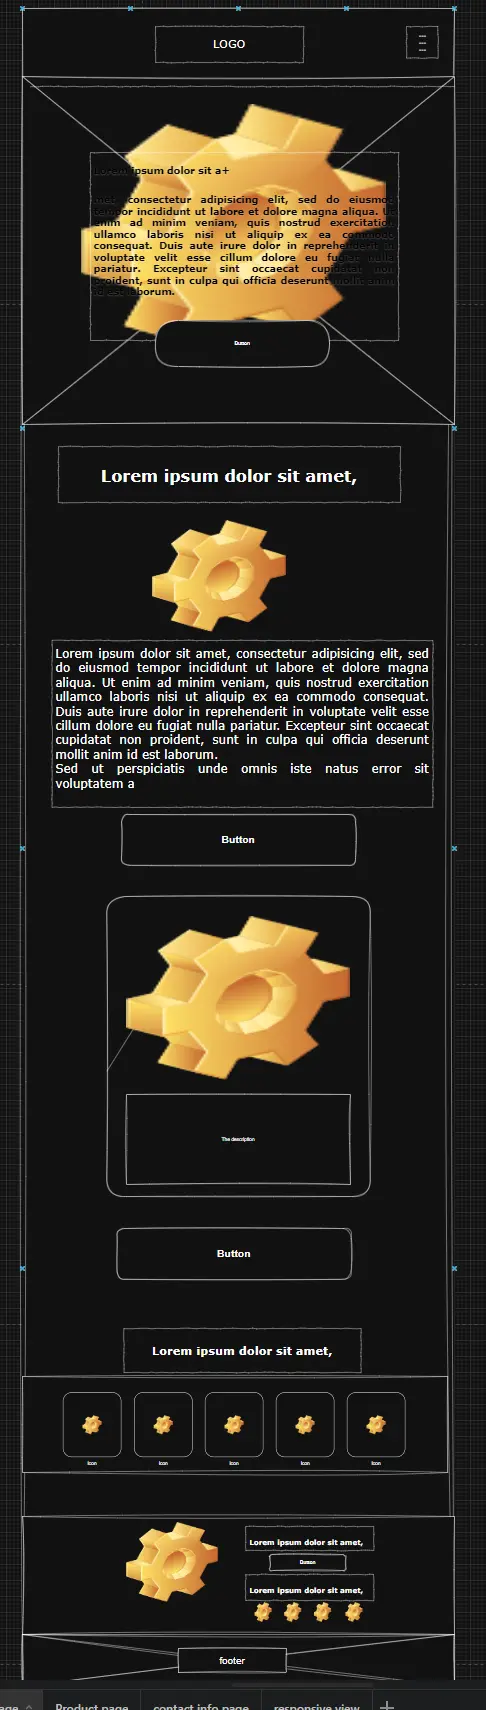 LOGO
Lorem ipsum dolor sit a+
met, consectetur adipisicing elit, sed do eiusmod
tempor incididunt ut labore et dolore magna aliqua. Ut
enim ad minim veniam, quis nostrud exercitation
ullamco laboris nisi ut aliquip ex ea commodo
consequat. Duis aute irure dolor in reprehenderit in
voluptate velit esse cillum dolore eu fugiat nulla
pariatur. Excepteur sint occaecat cupidatat non
proident, sunt in culpa qui officia deserunt mollit anim
id est laborum.
Button
Lorem ipsum dolor sit amet,
Lorem ipsum dolor sit amet, consectetur adipisicing elit, sed
do eiusmod tempor incididunt ut labore et dolore magna
aliqua. Ut enim ad minim veniam, quis nostrud exercitation
ullamco laboris nisi ut aliquip ex ea commodo consequat.
Duis aute irure dolor in reprehenderit in voluptate velit esse
cillum dolore eu fugiat nulla pariatur. Excepteur sint occaecat
cupidatat non proident, sunt in culpa qui officia deserunt
mollit anim id est laborum.
Sed ut perspiciatis unde omnis iste natus error sit
voluptatem a
Button
The description
Button
Lorem ipsum dolor sit amet,
Icon Icon Icon Icon Icon
Lorem ipsum dolor sit amet,
Button
Lorem ipsum dolor sit amet,
footer
age Product page contact info page responsive view